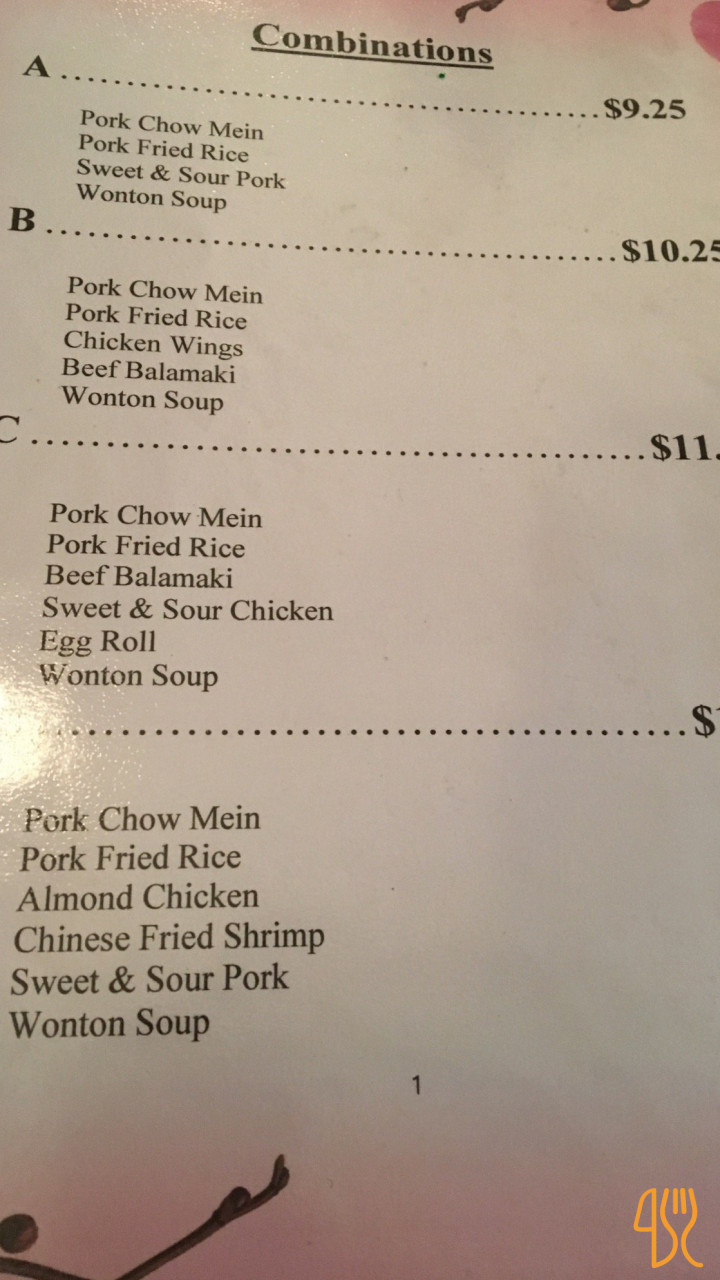 Combinations
A ........................................ $9.25
Pork Chow Mein
Pork Fried Rice
Sweet & Sour Pork
Wonton Soup
B ........................................ $10.25
Pork Chow Mein
Pork Fried Rice
Chicken Wings
Beef Balamaki
Wonton Soup
C ........................................ $11.
Pork Chow Mein
Pork Fried Rice
Beef Balamaki
Sweet & Sour Chicken
Egg Roll
Wonton Soup
........................................ $
Pork Chow Mein
Pork Fried Rice
Almond Chicken
Chinese Fried Shrimp
Sweet & Sour Pork
Wonton Soup
1